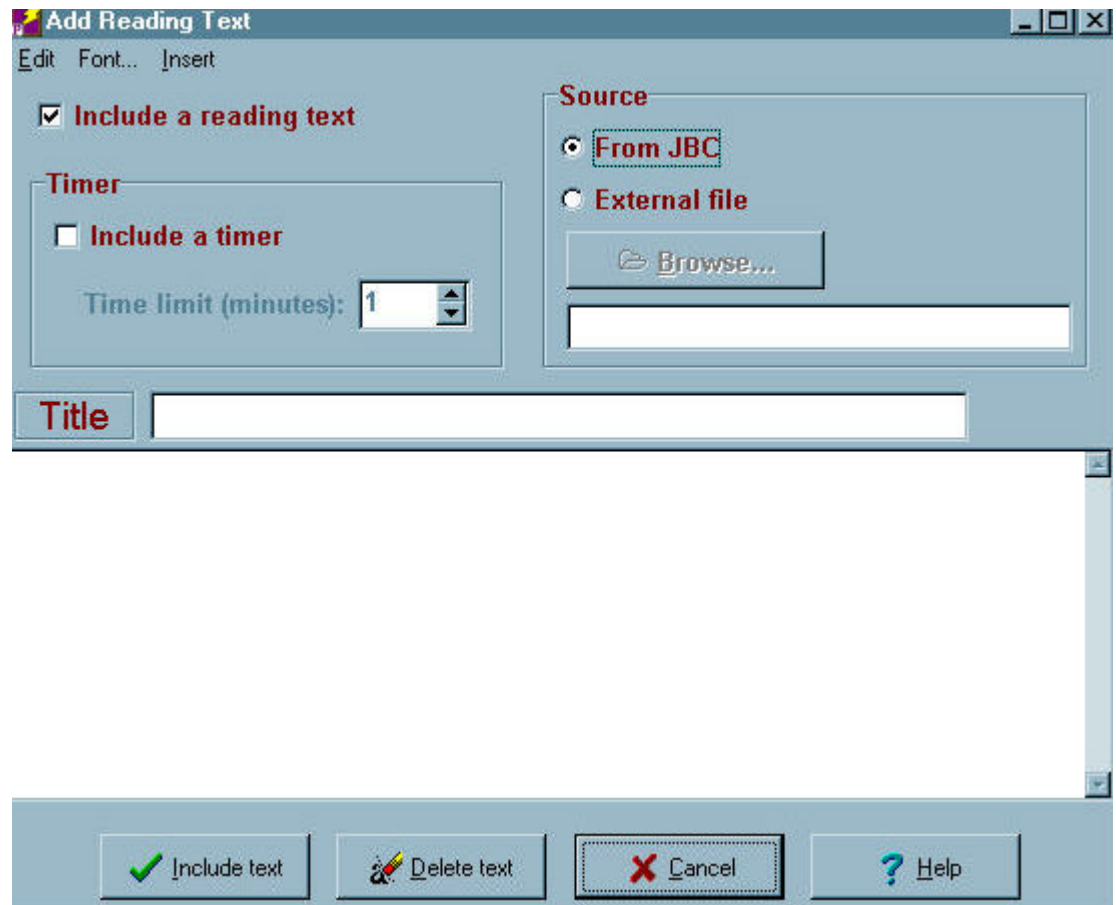 Add Reading Text
Edit Font... Insert
Include a reading text
Source
From JBC
Timer
External file
Include a timer
Browse...
Time limit (minutes): 1
Title
Include text Delete text Cancel Help